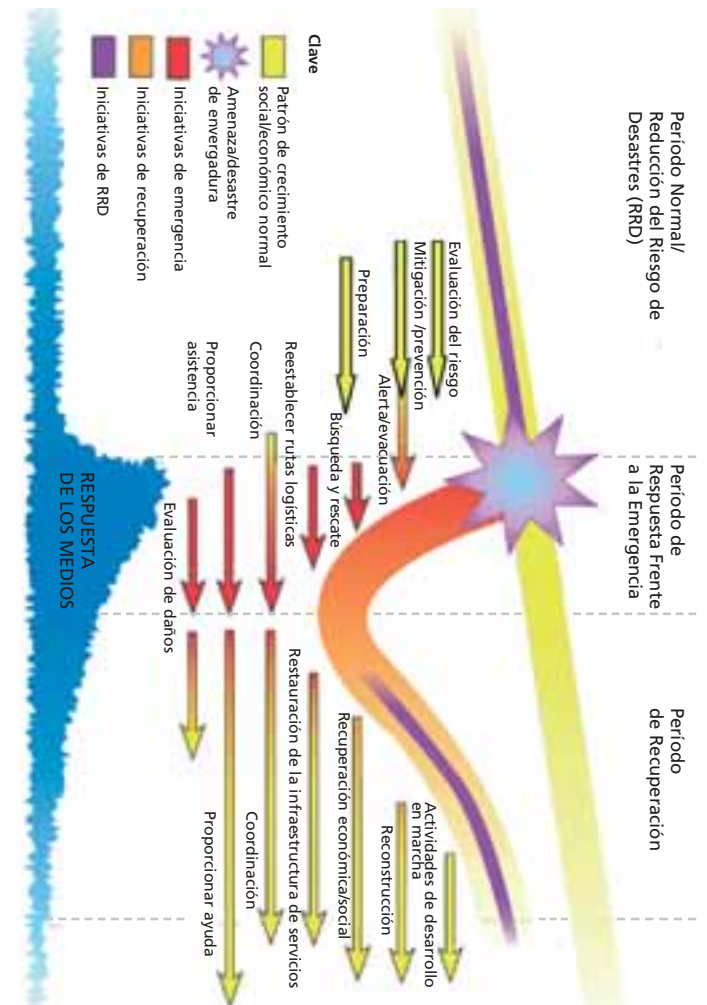 Período Normal/
Reducción del Riesgo de
Desastres (RRD)
Período de
Respuesta Frente
a la Emergencia
Período
de Recuperación
Evaluación del riesgo
Mitigación /prevención
Alerta/evacuación
Preparación
Búsqueda y rescate
Reestablecer rutas logísticas
Coordinación
Proporcionar
asistencia
Evaluación de daños
Actividades de desarrollo
en marcha
Reconstrucción
Recuperación económica/social
Restauración de la infraestructura de servicios
Coordinación
Proporcionar ayuda
Clave
Patrón de crecimiento
social/económico normal
Amenaza/desastre
de envergadura
Iniciativas de emergencia
Iniciativas de recuperación
Iniciativas de RRD
RESPUESTA
DE LOS MEDIOS